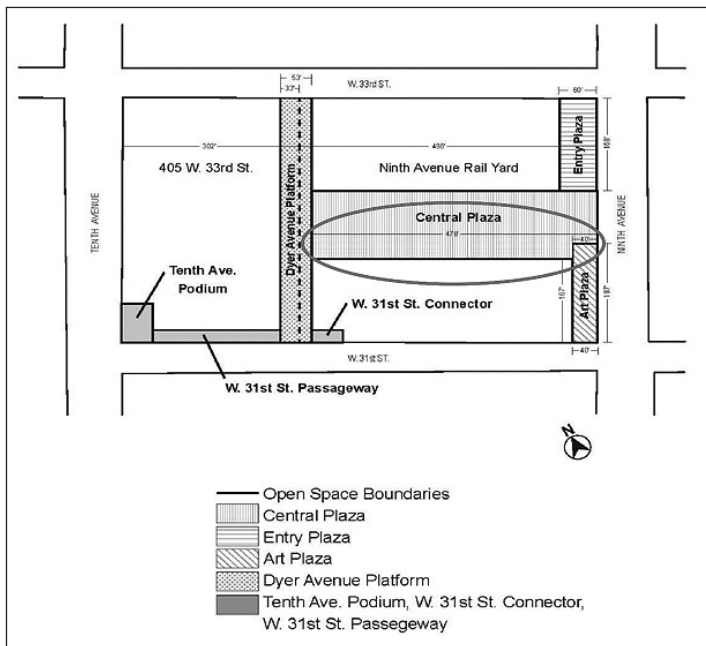 53'
33'
W. 33rd ST.
60'
302'
498'
168'
Entry Plaza
405 W. 33rd St.
Ninth Avenue Rail Yard
TENTH AVENUE
Dyer Avenue Platform
Central Plaza
478'
40'
NINTH AVENUE
Tenth Ave.
Podium
W. 31st St. Connector
167'
Art Plaza
187'
40'
W. 31st ST.
W. 31st St. Passageway
N
Open Space Boundaries
Central Plaza
Entry Plaza
Art Plaza
Dyer Avenue Platform
Tenth Ave. Podium, W. 31st St. Connector,
W. 31st St. Passegeway